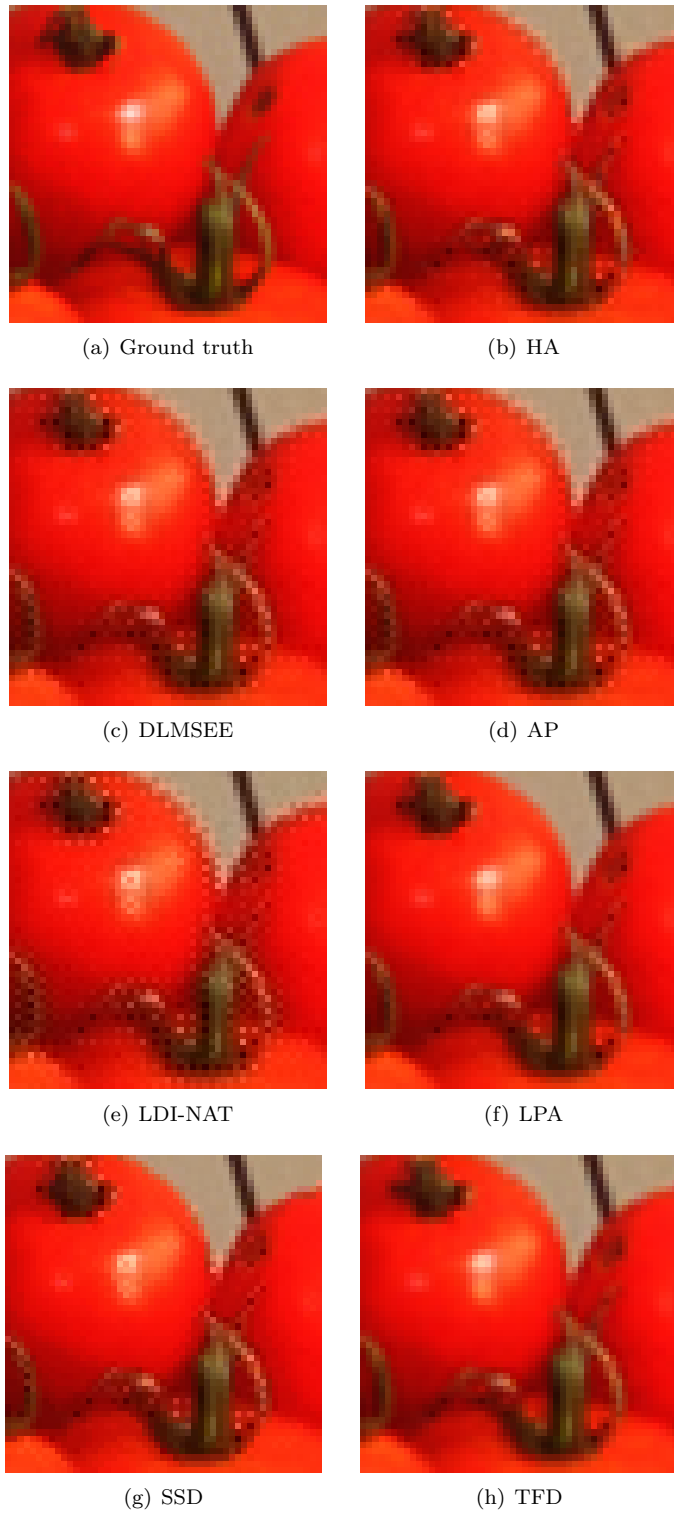 (a) Ground truth
(b) HA
(c) DLMSEE
(d) AP
(e) LDI-NAT
(f) LPA
(g) SSD
(h) TFD